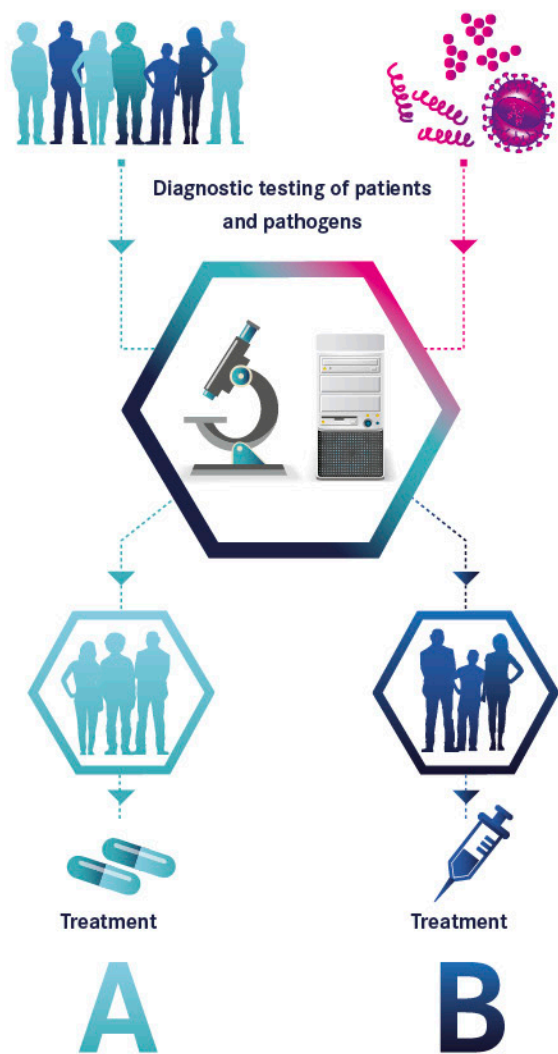 Diagnostic testing of patients
and pathogens
Treatment
Treatment
A
B